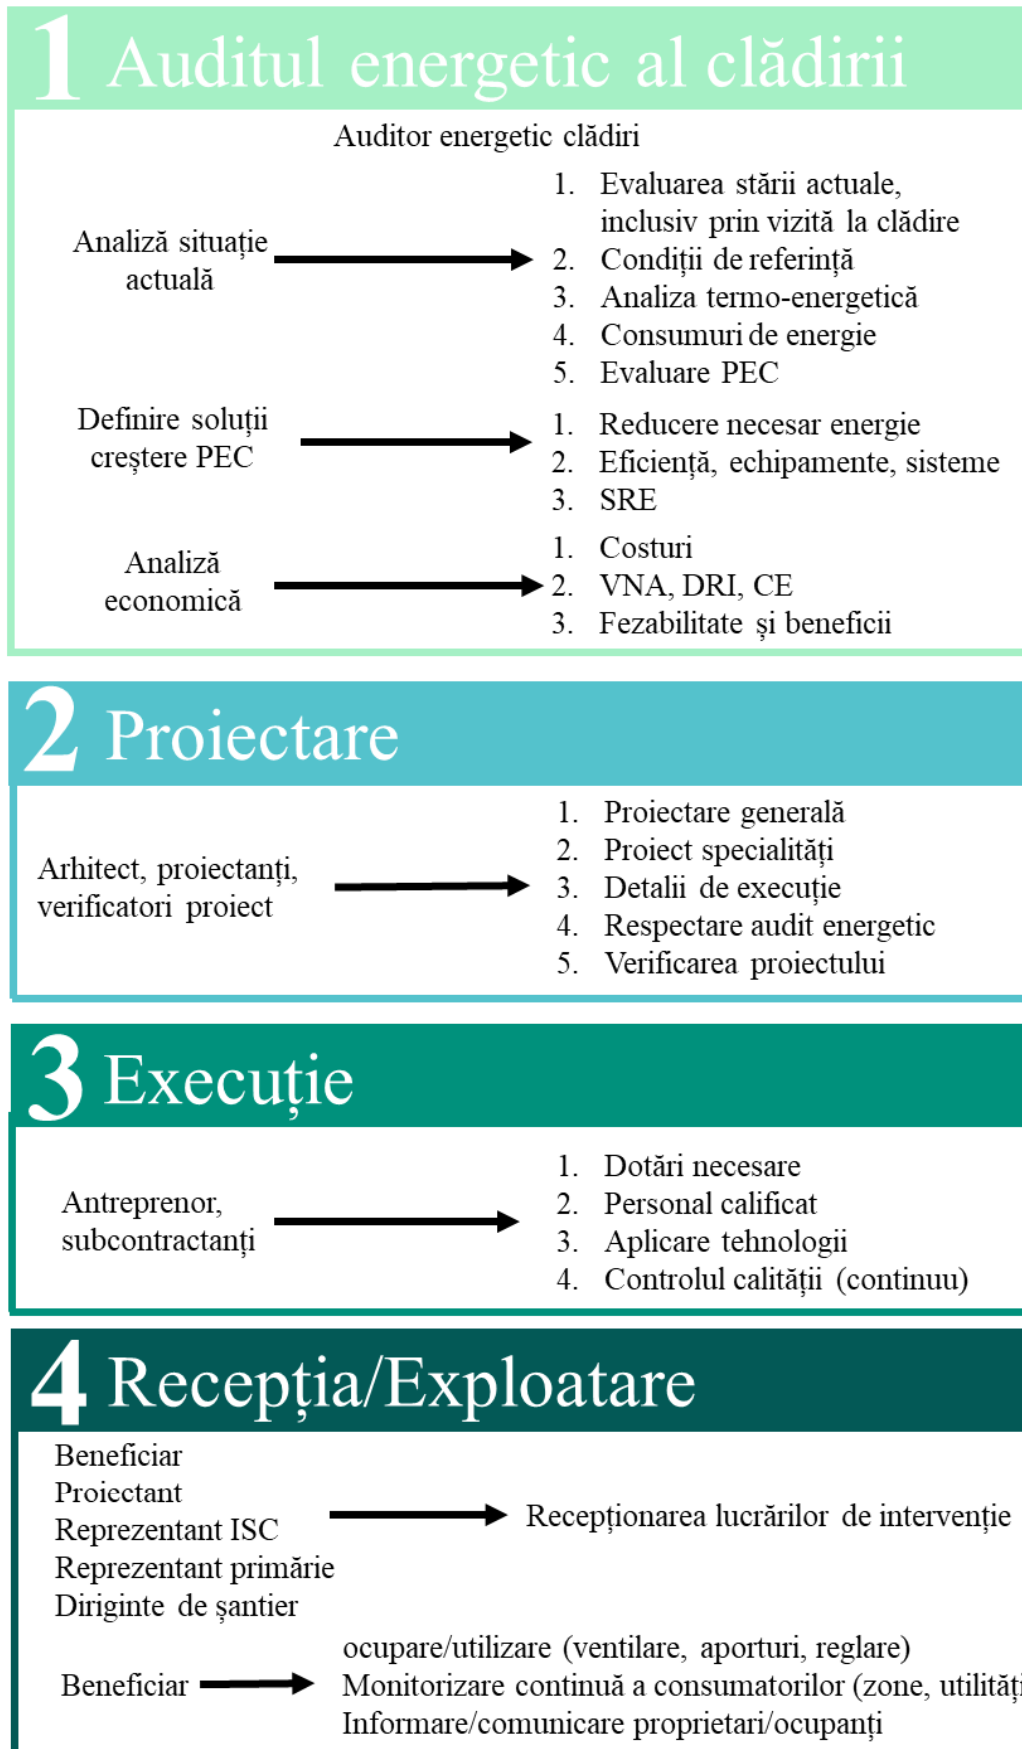 1 Auditul energetic al clădirii
Auditor energetic clădiri
Analiză situație
actuală
1. Evaluarea stării actuale,
inclusiv prin vizită la clădire
2. Condiții de referință
3. Analiza termo-energetică
4. Consumuri de energie
5. Evaluare PEC
Definire soluții
creștere PEC
1. Reducere necesar energie
2. Eficiență, echipamente, sisteme
3. SRE
Analiză
economică
1. Costuri
2. VNA, DRI, CE
3. Fezabilitate și beneficii
2 Proiectare
Arhitect, proiectanți,
verificatori proiect
1. Proiectare generală
2. Proiect specialități
3. Detalii de execuție
4. Respectare audit energetic
5. Verificarea proiectului
3 Execuție
Antreprenor,
subcontractanți
1. Dotări necesare
2. Personal calificat
3. Aplicare tehnologii
4. Controlul calității (continuu)
4 Recepția/Exploatare
Beneficiar
Proiectant
Reprezentant ISC
Reprezentant primărie
Diriginte de șantier
Recepționarea lucrărilor de intervenție
Beneficiar
ocupare/utilizare (ventilare, aporturi, reglare)
Monitorizare continuă a consumatorilor (zone, utilități
Informare/comunicare proprietari/ocupanți